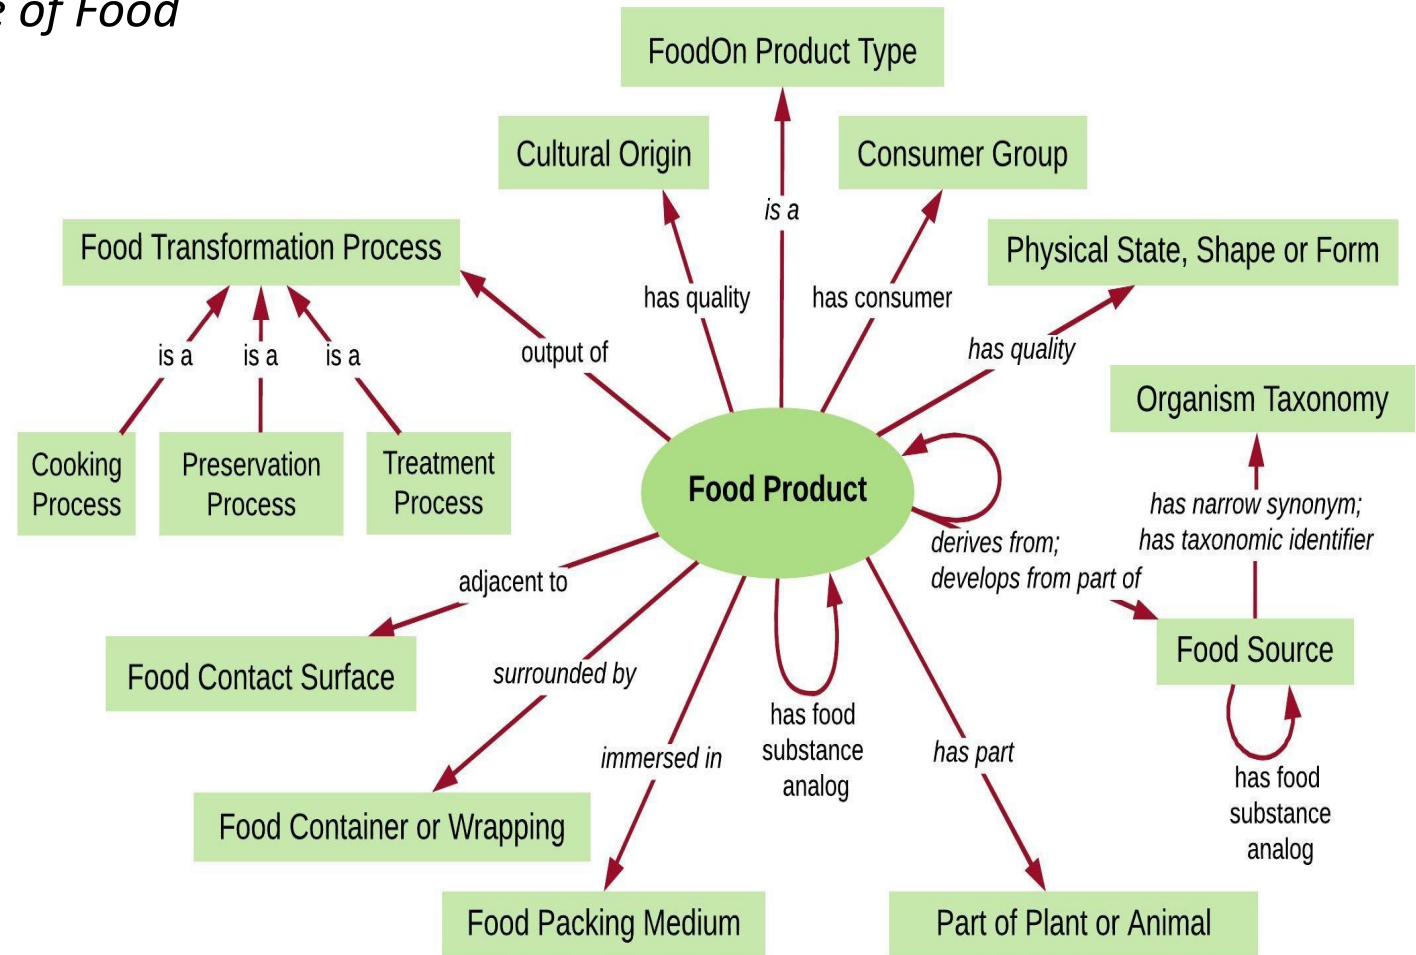 of Food
FoodOn Product Type
Cultural Origin
Consumer Group
is a
Food Transformation Process
Physical State, Shape or Form
has quality
has consumer
output of
has quality
is a
is a
is a
Organism Taxonomy
Cooking
Process
Preservation
Process
Treatment
Process
Food Product
has narrow synonym;
has taxonomic identifier
derives from;
develops from part of
adjacent to
Food Source
Food Contact Surface
surrounded by
immersed in
has food
substance
analog
has part
has food
substance
analog
Food Container or Wrapping
Food Packing Medium
Part of Plant or Animal